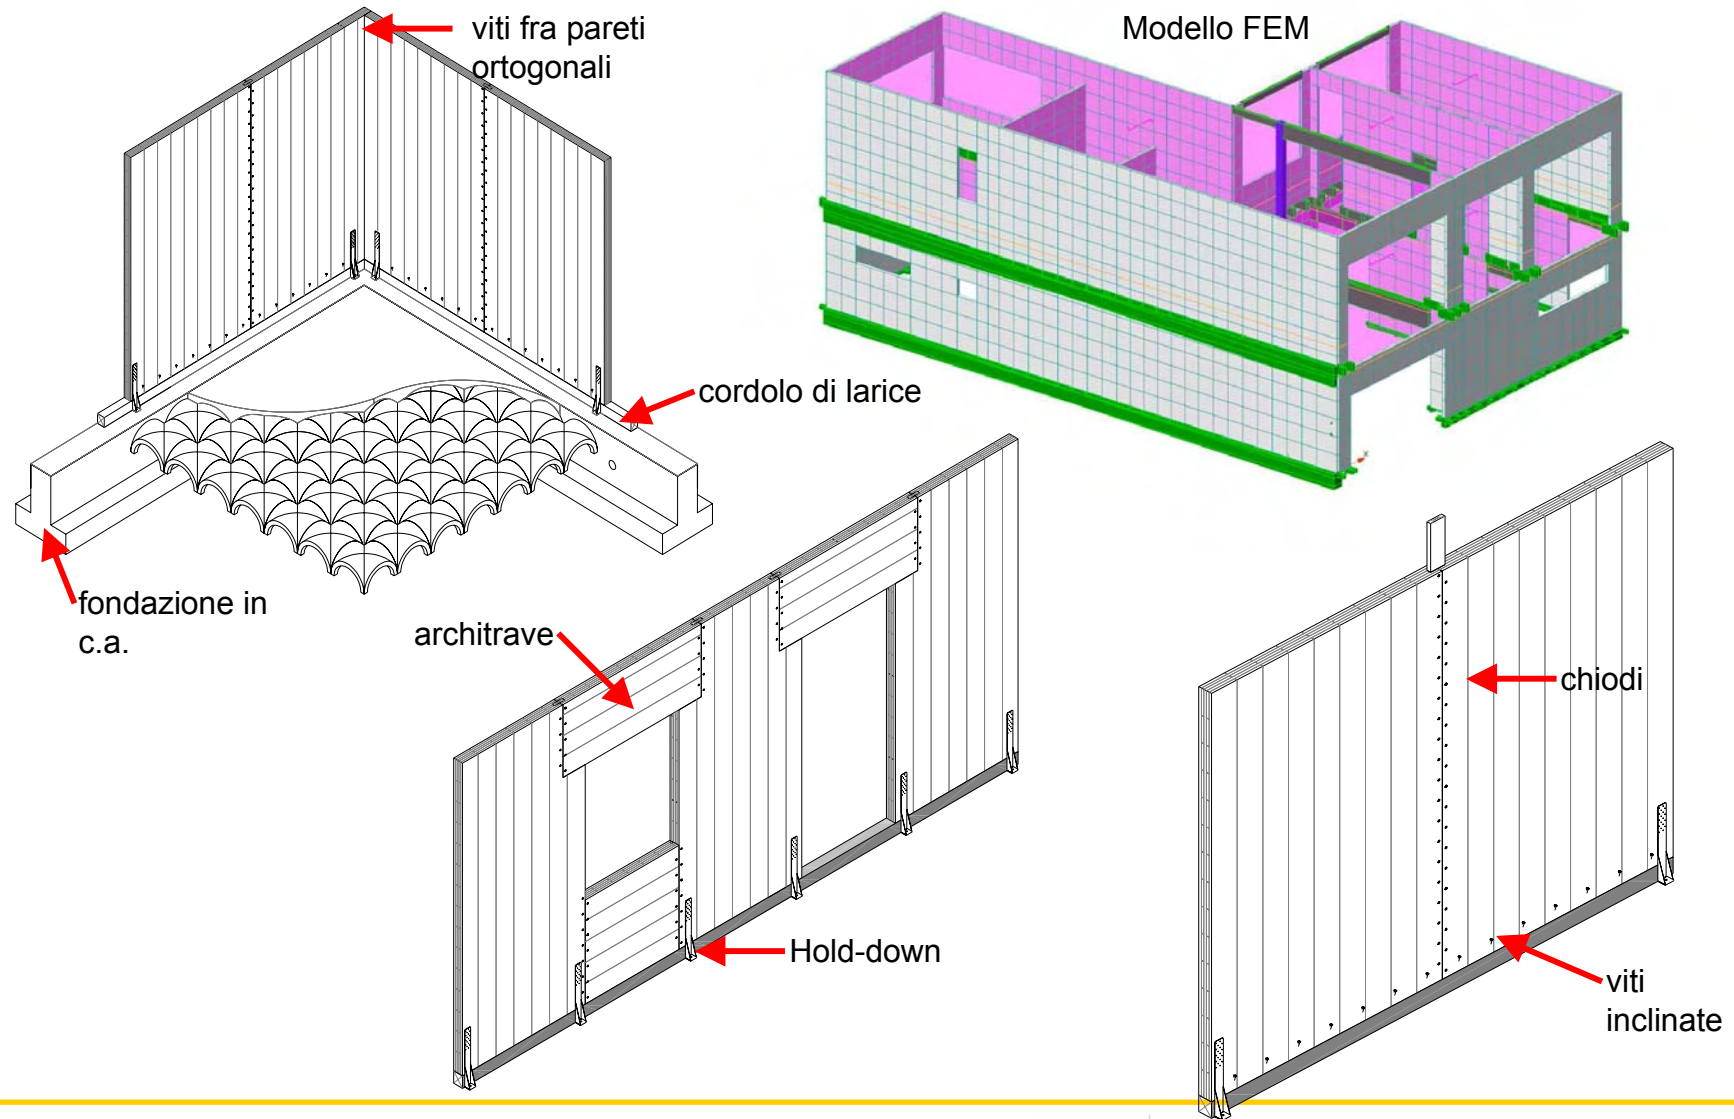 viti fra pareti
ortogonali
Modello FEM
cordolo di larice
fondazione in
c.a.
architrave
chiodi
Hold-down
viti
inclinate